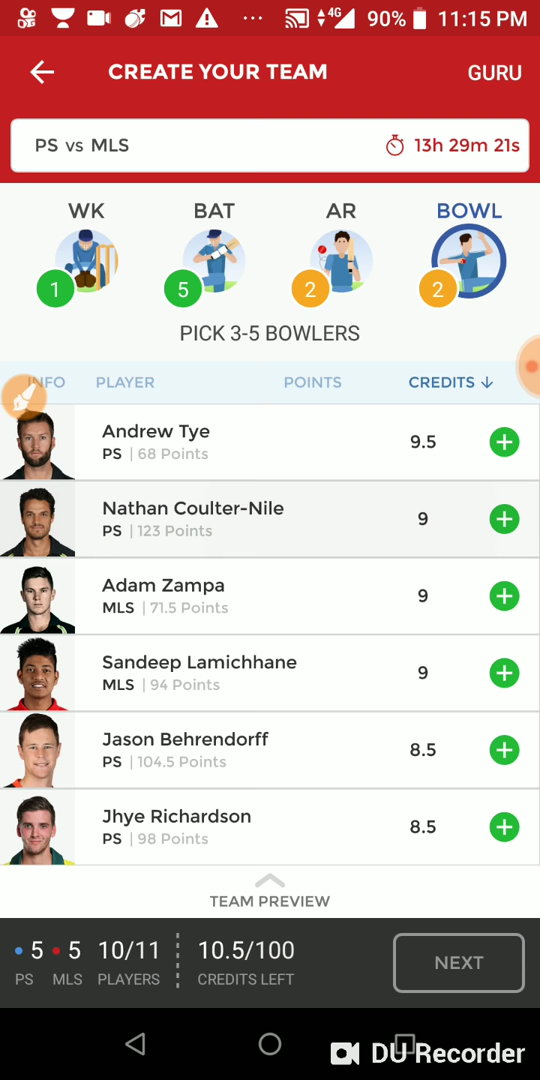 4G 90% 11:15 PM
CREATE YOUR TEAM GURU
PS vs MLS 13h 29m 21s
WK BAT AR BOWL
1 5 2 2
PICK 3-5 BOWLERS
INFO PLAYER POINTS CREDITS
Andrew Tye
PS | 68 Points 9.5
Nathan Coulter-Nile
PS | 123 Points 9
Adam Zampa
MLS | 71.5 Points 9
Sandeep Lamichhane
MLS | 94 Points 9
Jason Behrendorff
PS | 104.5 Points 8.5
Jhye Richardson
PS | 98 Points 8.5
TEAM PREVIEW
5 5 10/11 10.5/100 NEXT
PS MLS PLAYERS CREDITS LEFT
DU Recorder